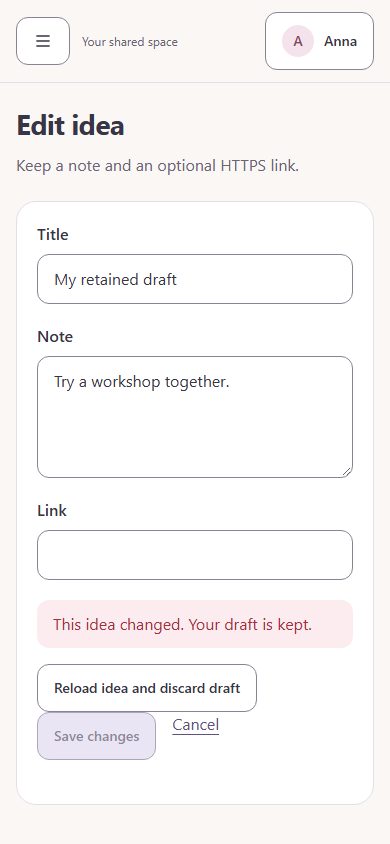 Your shared space
A Anna
Edit idea
Keep a note and an optional HTTPS link.
Title
My retained draft
Note
Try a workshop together.
Link
This idea changed. Your draft is kept.
Reload idea and discard draft
Save changes Cancel